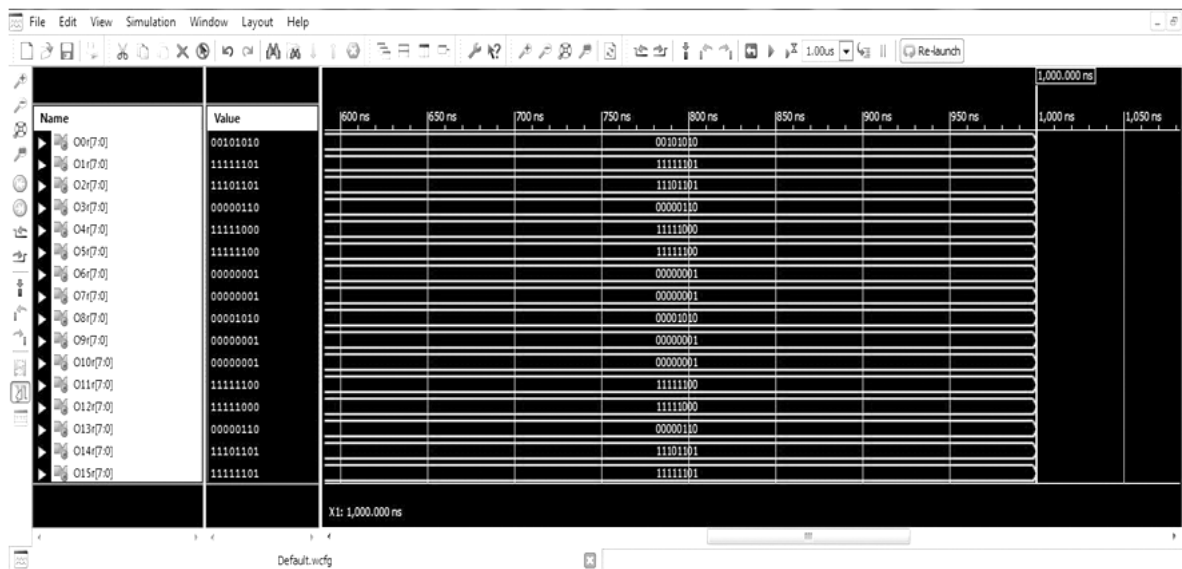 File Edit View Simulation Window Layout Help
1.00us Re-launch
1,000.000 ns
Name Value 600 ns 650 ns 700 ns 750 ns 800 ns 850 ns 900 ns 950 ns 1,000 ns 1,050 ns
O0r[7:0] 00101010 00101010
O1r[7:0] 11111101 11111101
O2r[7:0] 11101101 11101101
O3r[7:0] 00000110 00000110
O4r[7:0] 11111000 11111000
O5r[7:0] 11111100 11111100
O6r[7:0] 00000001 00000001
O7r[7:0] 00000001 00000001
O8r[7:0] 00001010 00001010
O9r[7:0] 00000001 00000001
O10r[7:0] 00000001 00000001
O11r[7:0] 11111100 11111100
O12r[7:0] 11111000 11111000
O13r[7:0] 00000110 00000110
O14r[7:0] 11101101 11101101
O15r[7:0] 11111101 11111101
X1: 1,000.000 ns
Default.wcfg